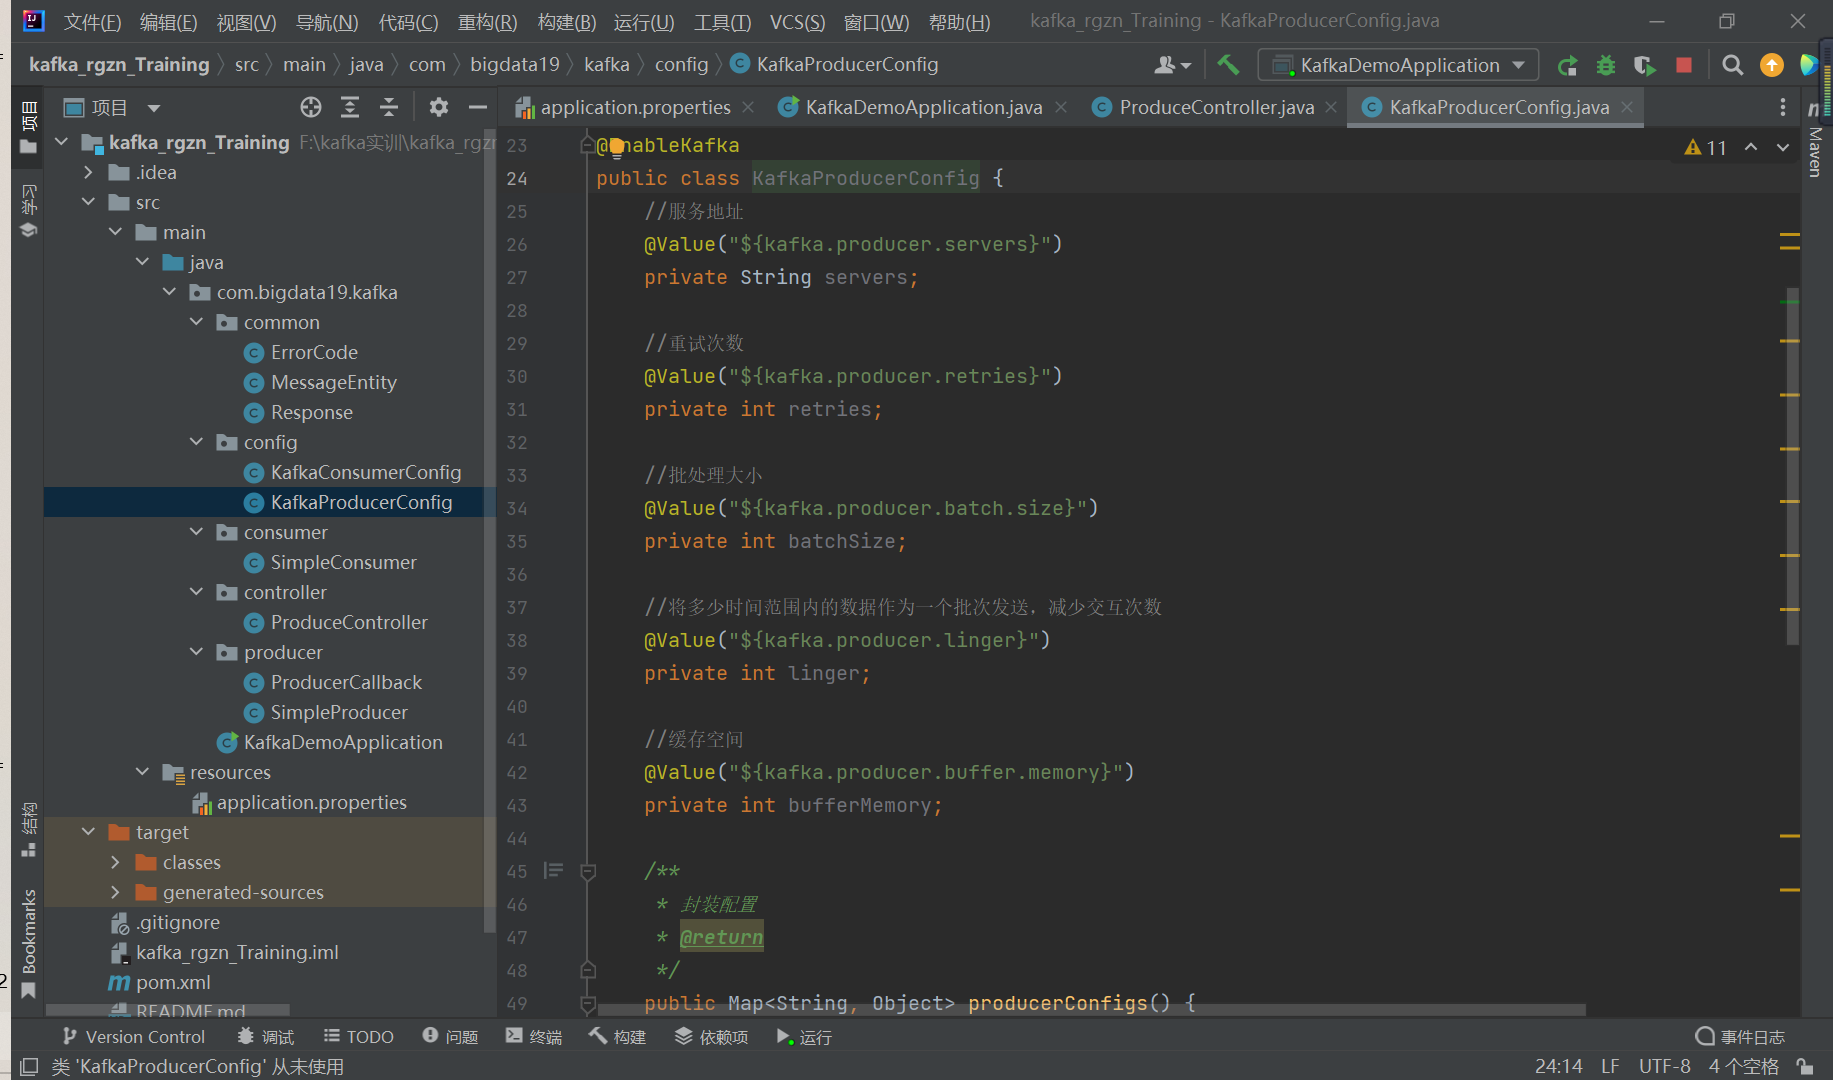 文件(F) 编辑(E) 视图(V) 导航(N) 代码(C) 重构(R) 构建(B) 运行(U) 工具(T) VCS(S) 窗口(W) 帮助(H) kafka_rgzn_Training - KafkaProducerConfig.java
kafka_rgzn_Training src main java com bigdata19 kafka config KafkaProducerConfig KafkaDemoApplication
项目
application.properties KafkaDemoApplication.java ProduceController.java KafkaProducerConfig.java
项目
学习
结构
Bookmarks
kafka_rgzn_Training F:\kafka实训\kafka_rgzn
.idea
src
main
java
com.bigdata19.kafka
common
ErrorCode
MessageEntity
Response
config
KafkaConsumerConfig
KafkaProducerConfig
consumer
SimpleConsumer
controller
ProduceController
producer
ProducerCallback
SimpleProducer
KafkaDemoApplication
resources
application.properties
target
classes
generated-sources
.gitignore
kafka_rgzn_Training.iml
pom.xml
README.md
11
Maven
23 @EnableKafka
24 public class KafkaProducerConfig {
25 //服务地址
26 @Value("${kafka.producer.servers}")
27 private String servers;
28
29 //重试次数
30 @Value("${kafka.producer.retries}")
31 private int retries;
32
33 //批处理大小
34 @Value("${kafka.producer.batch.size}")
35 private int batchSize;
36
37 //将多少时间范围内的数据作为一个批次发送，减少交互次数
38 @Value("${kafka.producer.linger}")
39 private int linger;
40
41 //缓存空间
42 @Value("${kafka.producer.buffer.memory}")
43 private int bufferMemory;
44
45 /**
46 * 封装配置
47 * @return
48 */
49 public Map<String, Object> producerConfigs() {
Version Control 调试 TODO 问题 终端 构建 依赖项 运行 事件日志
类 'KafkaProducerConfig' 从未使用 24:14 LF UTF-8 4 个空格